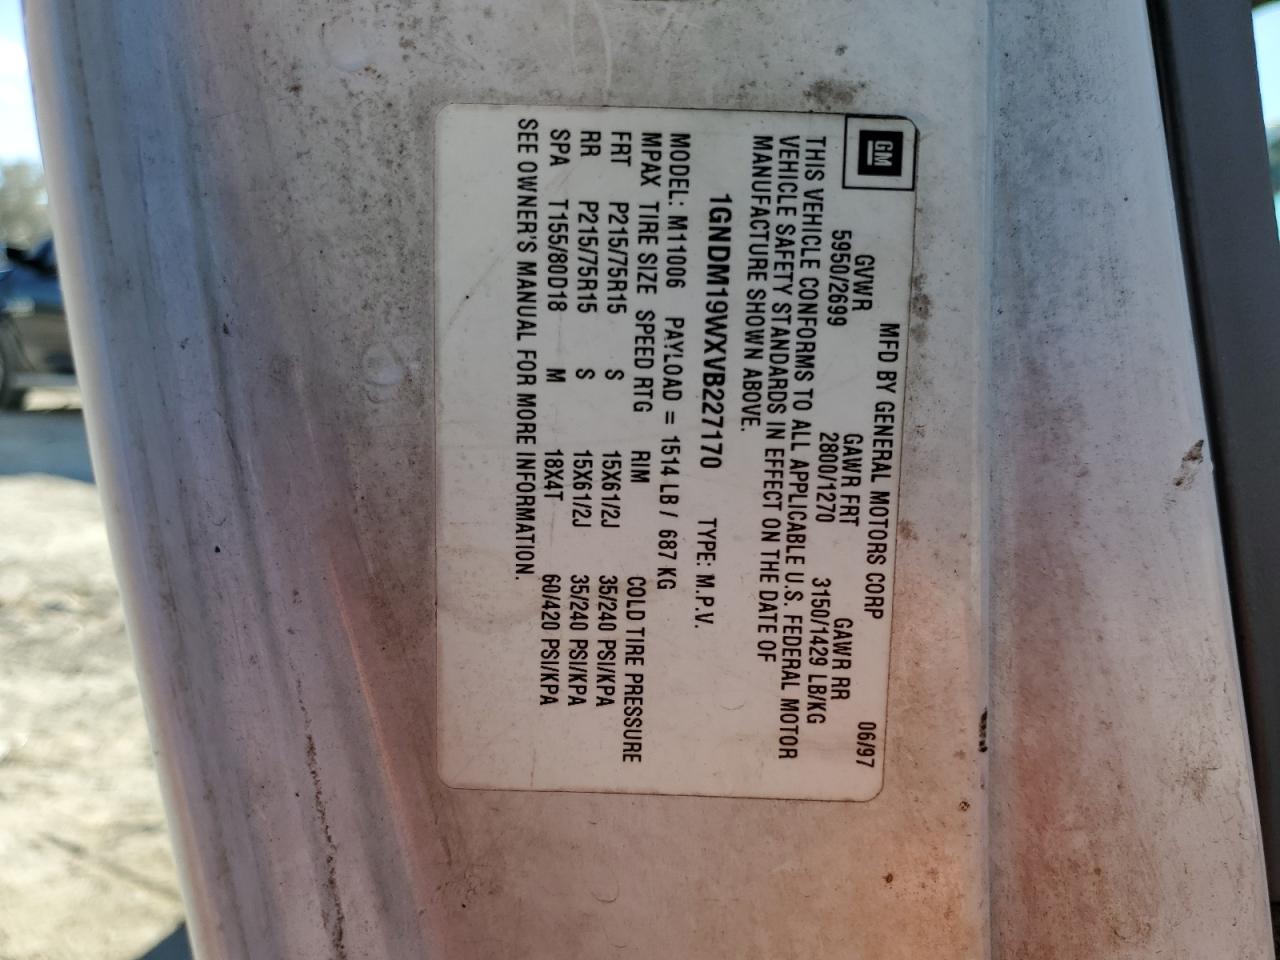 GM
MFD BY GENERAL MOTORS CORP 06/97
GVWR GAWR FRT GAWR RR
5950/2699 2800/1270 3150/1429 LB/KG
THIS VEHICLE CONFORMS TO ALL APPLICABLE U.S. FEDERAL MOTOR
VEHICLE SAFETY STANDARDS IN EFFECT ON THE DATE OF
MANUFACTURE SHOWN ABOVE.
1GNDM19WXVB227170 TYPE: M.P.V.
MODEL: M11006 PAYLOAD = 1514 LB / 687 KG
MPAX TIRE SIZE SPEED RTG RIM COLD TIRE PRESSURE
FRT P215/75R15 S 15X61/2J 35/240 PSI/KPA
RR P215/75R15 S 15X61/2J 35/240 PSI/KPA
SPA T155/80D18 M 18X4T 60/420 PSI/KPA
SEE OWNER'S MANUAL FOR MORE INFORMATION.